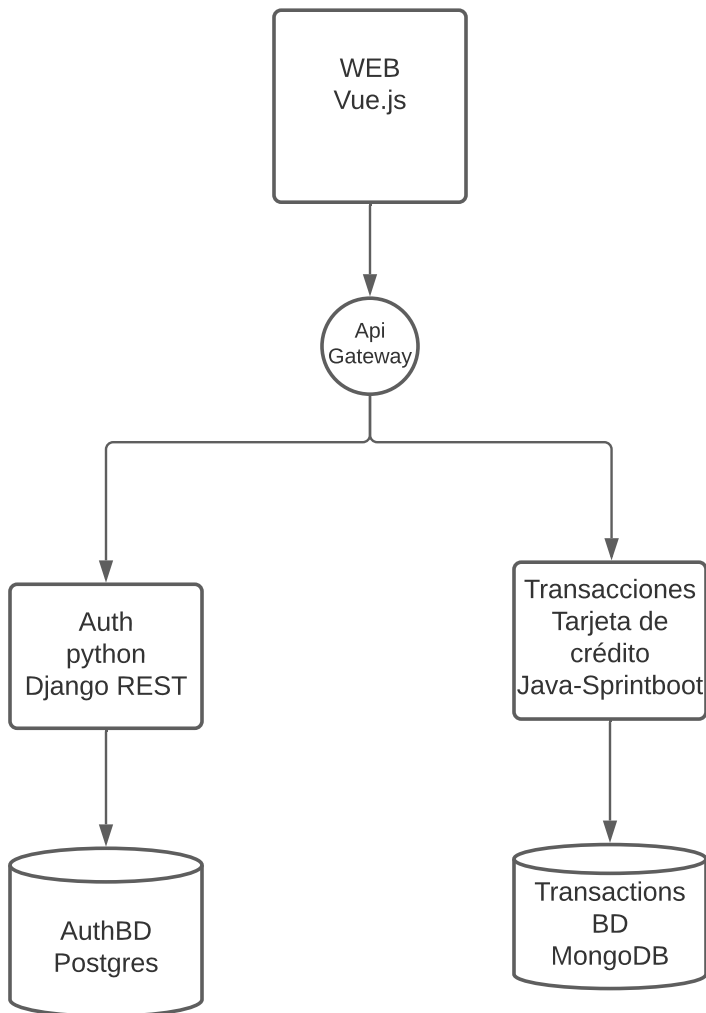 WEB
Vue.js
Api
Gateway
Auth
python
Django REST
Transacciones
Tarjeta de
crédito
Java-Sprintboot
AuthBD
Postgres
Transactions
BD
MongoDB